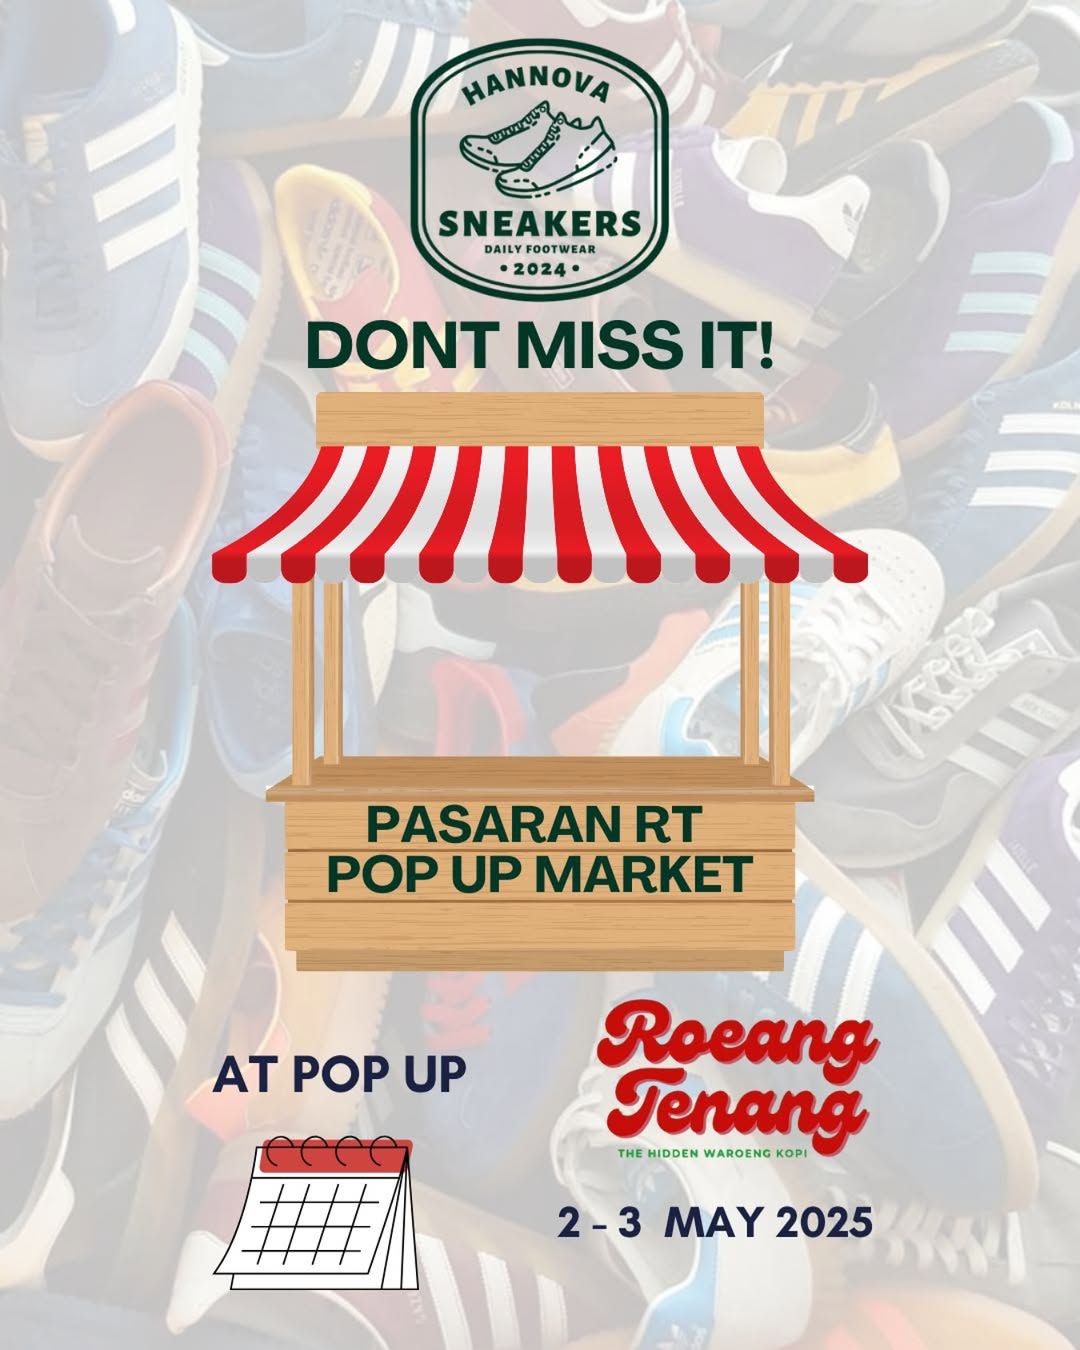 HANNOVA
SNEAKERS
DAILY FOOTWEAR
• 2024 •
DONT MISS IT!
PASARAN RT
POP UP MARKET
AT POP UP
Roeang
Tenang
THE HIDDEN WAROENG KOPI
2 - 3 MAY 2025
KÖLN